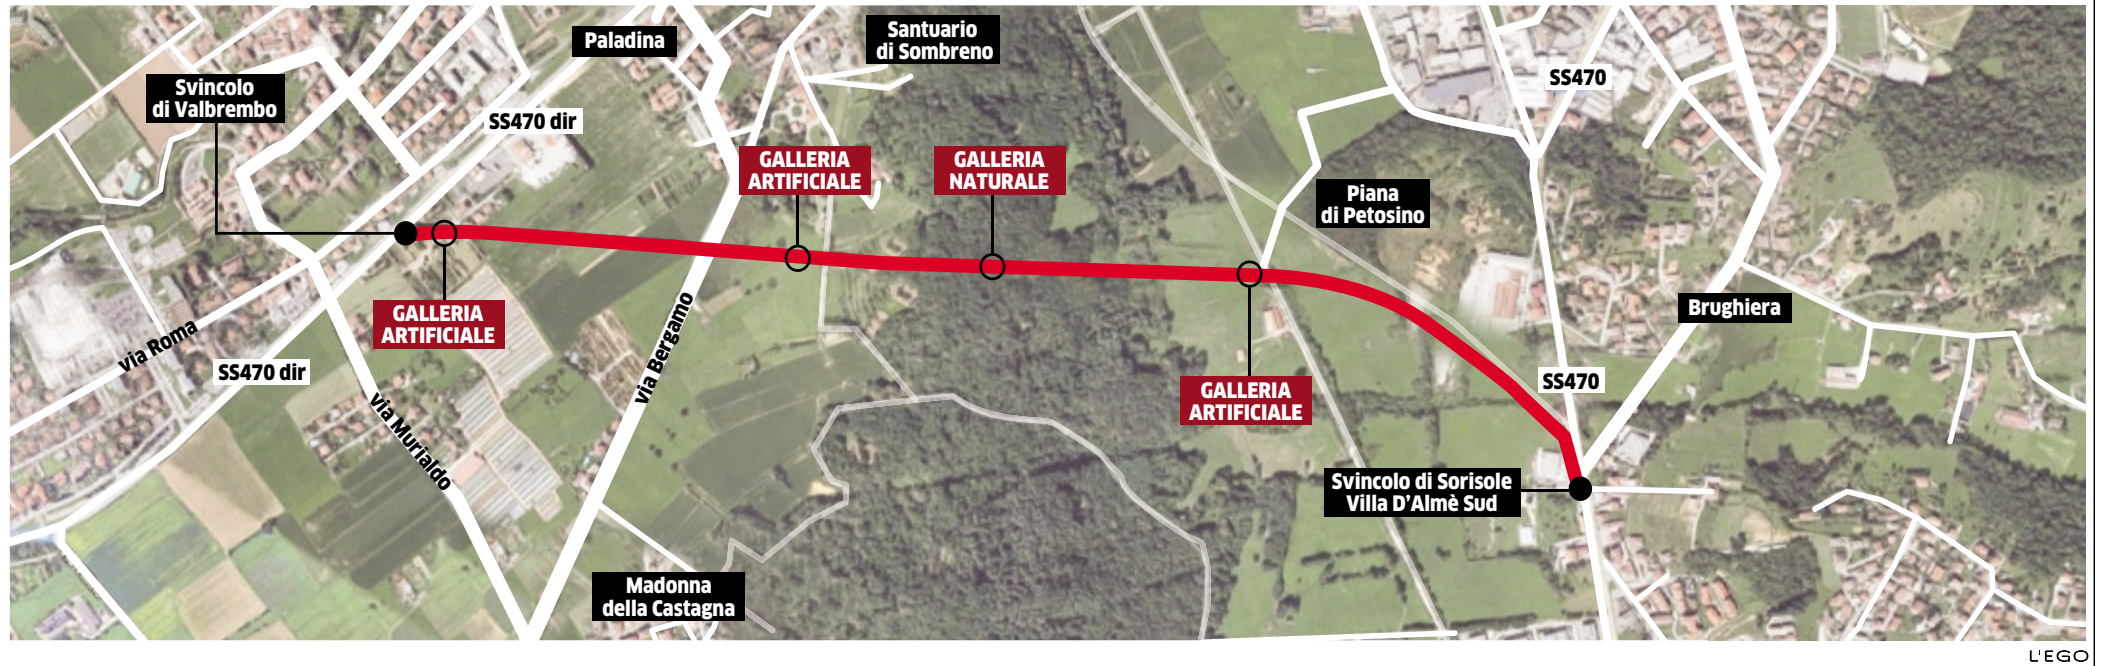 Paladina
Santuario
di Sombreno
SS470
Svincolo
di Valbrembo
SS470 dir
GALLERIA
ARTIFICIALE
GALLERIA
NATURALE
Piana
di Petosino
GALLERIA
ARTIFICIALE
via Roma
SS470 dir
via Murialdo
via Bergamo
GALLERIA
ARTIFICIALE
SS470
Brughiera
Svincolo di Sorisole
Villa D'Almè Sud
Madonna
della Castagna
L'EGO